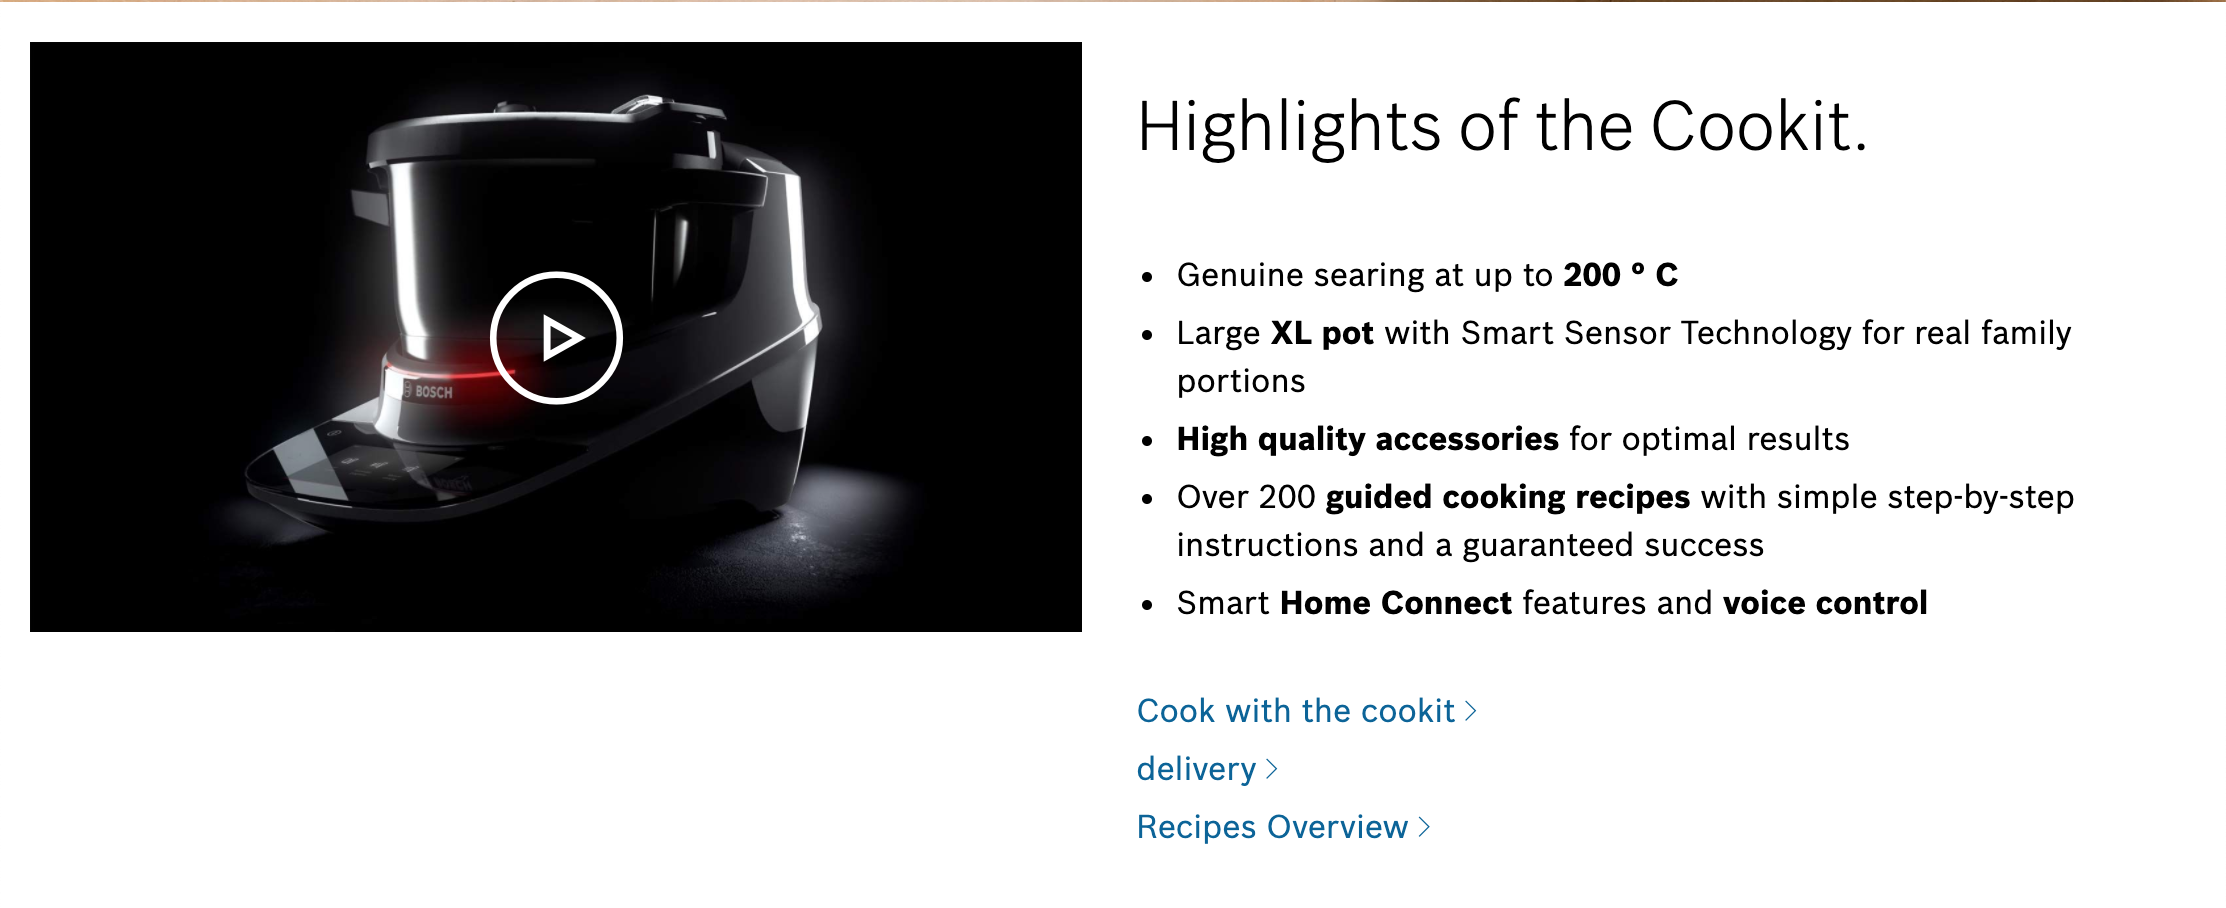 BOSCH
Highlights of the Cookit.
• Genuine searing at up to 200 ° C
• Large XL pot with Smart Sensor Technology for real family
portions
• High quality accessories for optimal results
• Over 200 guided cooking recipes with simple step-by-step
instructions and a guaranteed success
• Smart Home Connect features and voice control
Cook with the cookit >
delivery >
Recipes Overview >